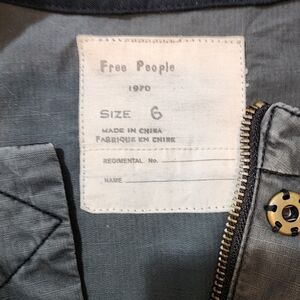 Free People
1970
SIZE 6
MADE IN CHINA
FABRIQUE EN CHINE
REGIMENTAL No.
NAME